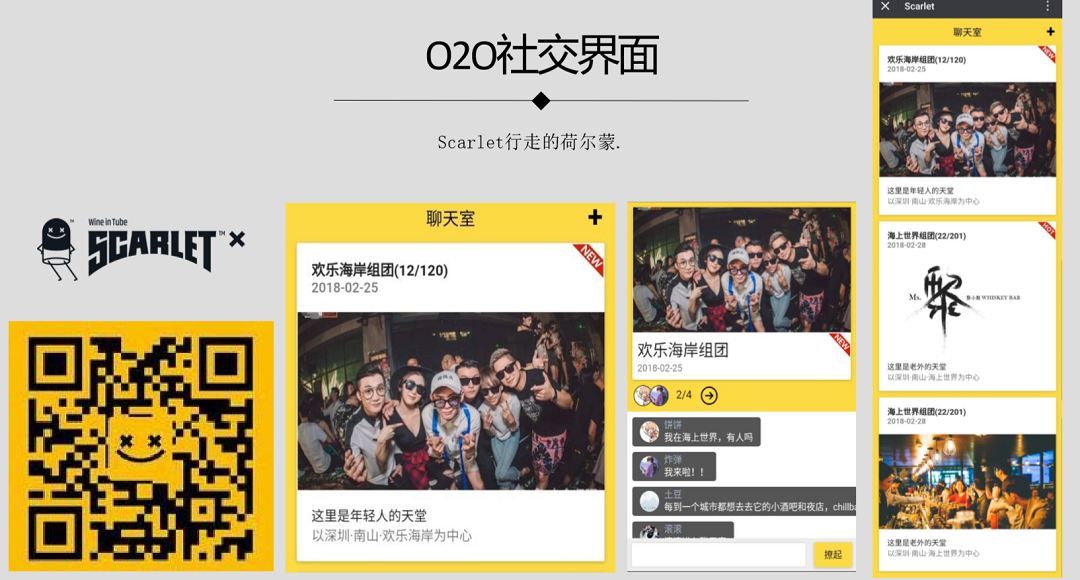 O2O社交界面
Scarlet行走的荷尔蒙.
Wine in Tube
SCARLET™ ×
聊天室 +
NEW
欢乐海岸组团(12/120)
2018-02-25
这里是年轻人的天堂
以深圳·南山·欢乐海岸为中心
NEW
欢乐海岸组团
2018-02-25
2/4
饼饼
我在海上世界，有人吗
炸弹
我来啦！！
土豆
每到一个城市都想去去它的小酒吧和夜店，chillba
滚滚
撩起
× Scarlet
聊天室 +
NEW
欢乐海岸组团(12/120)
2018-02-25
这里是年轻人的天堂
以深圳·南山·欢乐海岸为中心
HOT
海上世界组团(22/201)
2018-02-28
Ms. 聚 WHISKEY BAR
这里是老外的天堂
以深圳·南山·海上世界为中心
海上世界组团(22/201)
2018-02-28
这里是老外的天堂
以深圳·南山·海上世界为中心